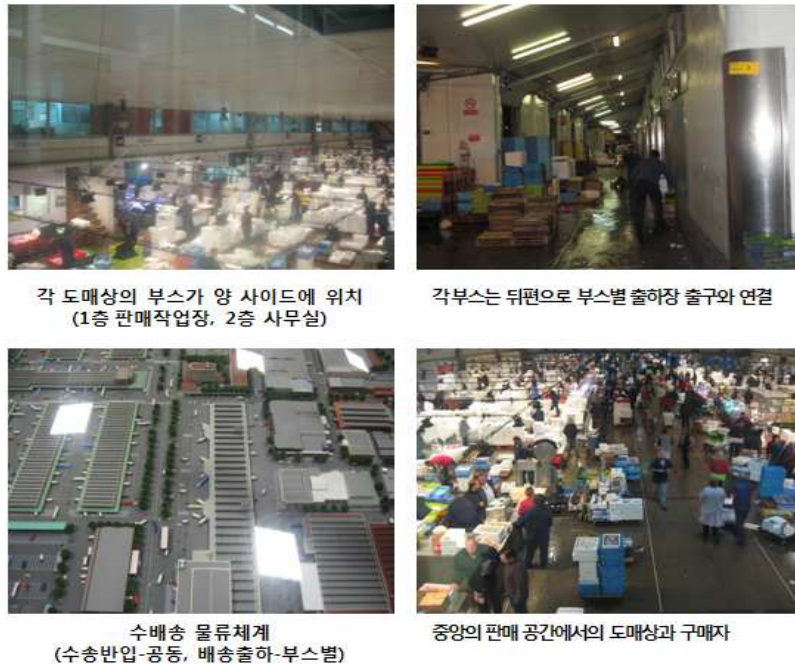 각 도매상의 부스가 양 사이드에 위치
(1층 판매작업장, 2층 사무실)
각 부스는 뒤편으로 부스별 출하장 출구와 연결
수배송 물류체계
(수송반입-공동, 배송출하-부스별)
중앙의 판매 공간에서의 도매상과 구매자